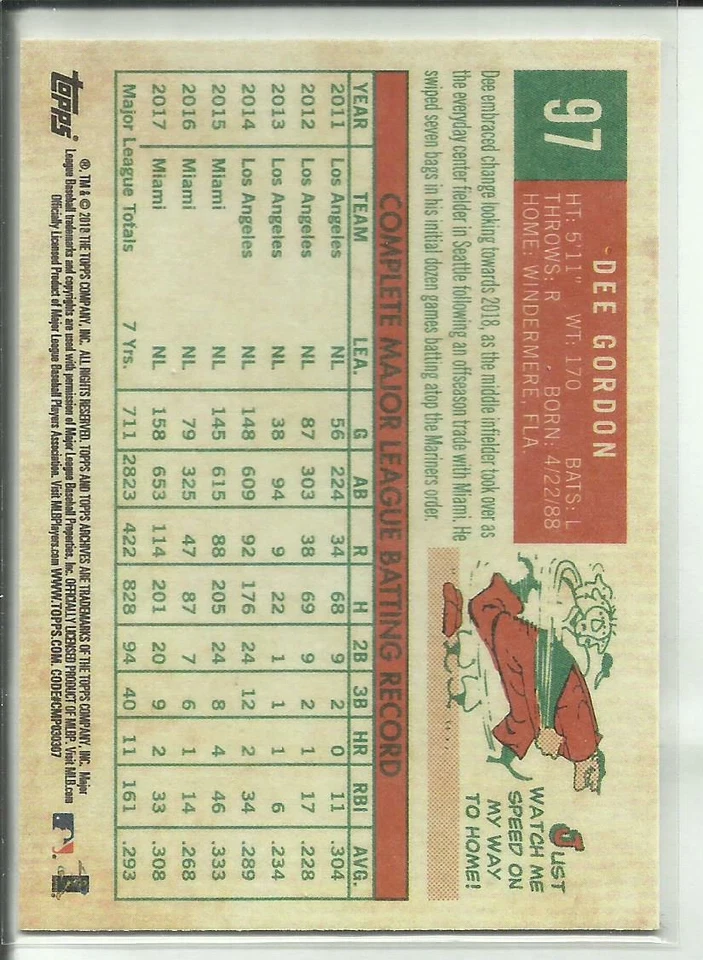 97
DEE GORDON
HT: 5'11" WT: 170 BATS: L
THROWS: R BORN: 4/22/88
HOME: WINDERMERE, FLA.
Dee embraced change looking towards 2018, as the middle infielder took over as
the everyday center fielder in Seattle following an offseason trade with Miami. He
swiped seven bags in his initial dozen games batting atop the Mariners order.
JUST
WATCH ME
SPEED ON
MY WAY
TO HOME!
COMPLETE MAJOR LEAGUE BATTING RECORD
YEAR TEAM LEA. G AB R H 2B 3B HR RBI AVG.
2011 Los Angeles NL 56 224 34 68 9 2 0 11 .304
2012 Los Angeles NL 87 303 38 69 9 2 1 17 .228
2013 Los Angeles NL 38 94 9 22 1 1 1 6 .234
2014 Los Angeles NL 148 609 92 176 24 12 2 34 .289
2015 Miami NL 145 615 88 205 24 8 4 46 .333
2016 Miami NL 79 325 47 87 7 6 1 14 .268
2017 Miami NL 158 653 114 201 20 9 2 33 .308
Major League Totals 7 Yrs. 711 2823 422 828 94 40 11 161 .293
topps®
®, TM & © 2018 THE TOPPS COMPANY, INC. ALL RIGHTS RESERVED. TOPPS AND TOPPS ARCHIVES ARE TRADEMARKS OF THE TOPPS COMPANY, INC. Major
League Baseball trademarks and copyrights are used with permission of Major League Baseball Properties, Inc. OFFICIALLY LICENSED PRODUCT OF MLBP. Visit MLB.com
Officially Licensed Product of Major League Baseball Players Association. Visit MLBPlayers.com WWW.TOPPS.COM. CODE#CMP030307